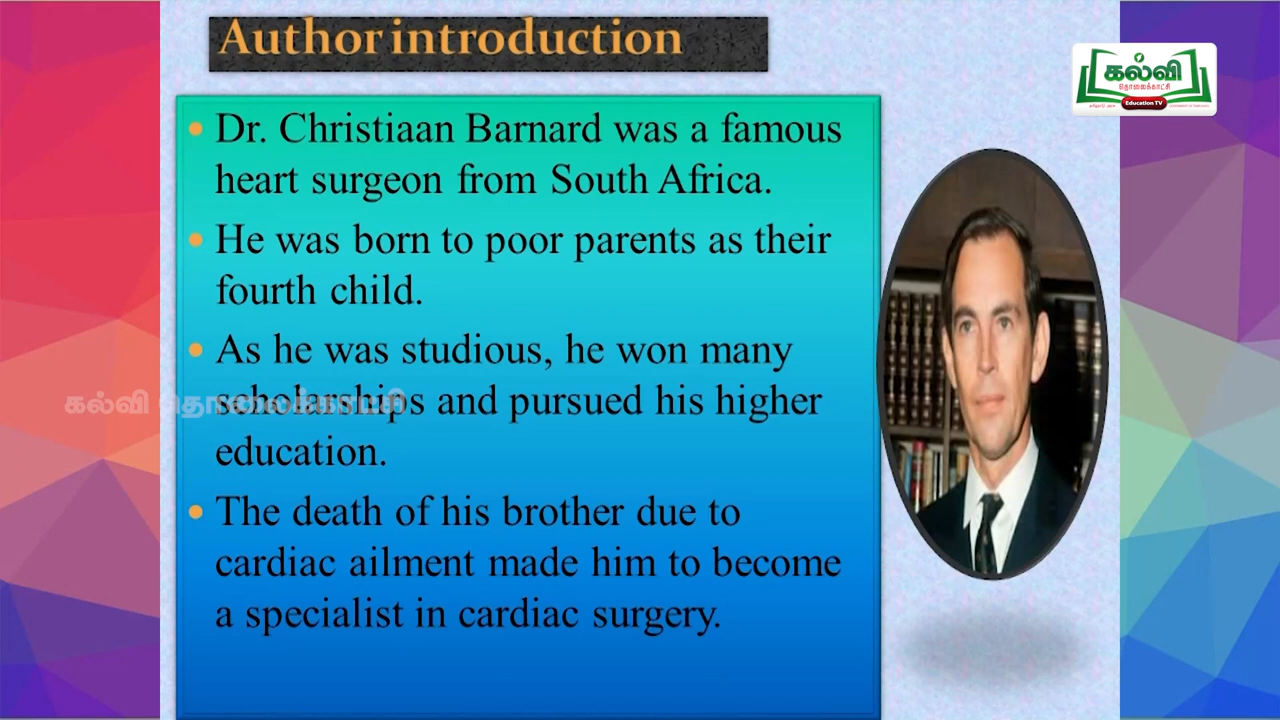 Author introduction
கல்வி
தொலைக்காட்சி
Education TV
• Dr. Christiaan Barnard was a famous
heart surgeon from South Africa.
• He was born to poor parents as their
fourth child.
• As he was studious, he won many
scholarships and pursued his higher
education.
கல்வி தொலைக்காட்சி
• The death of his brother due to
cardiac ailment made him to become
a specialist in cardiac surgery.